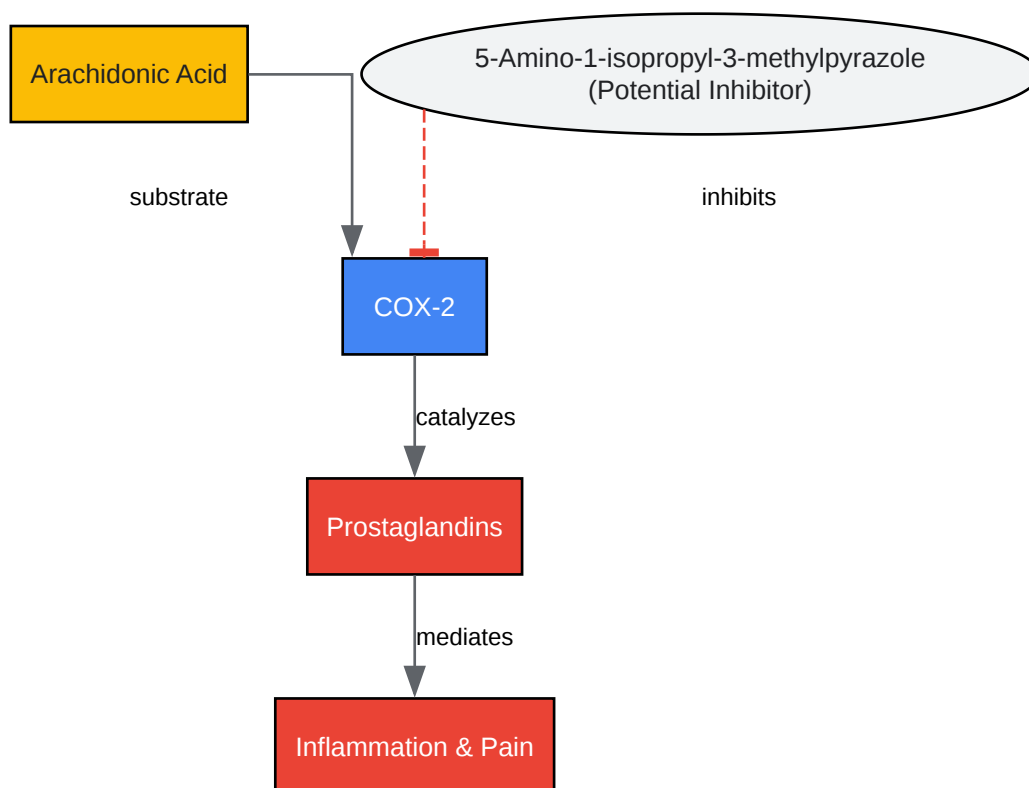 Arachidonic Acid
5-Amino-1-isopropyl-3-methylpyrazole
(Potential Inhibitor)
substrate
inhibits
COX-2
catalyzes
Prostaglandins
mediates
Inflammation & Pain